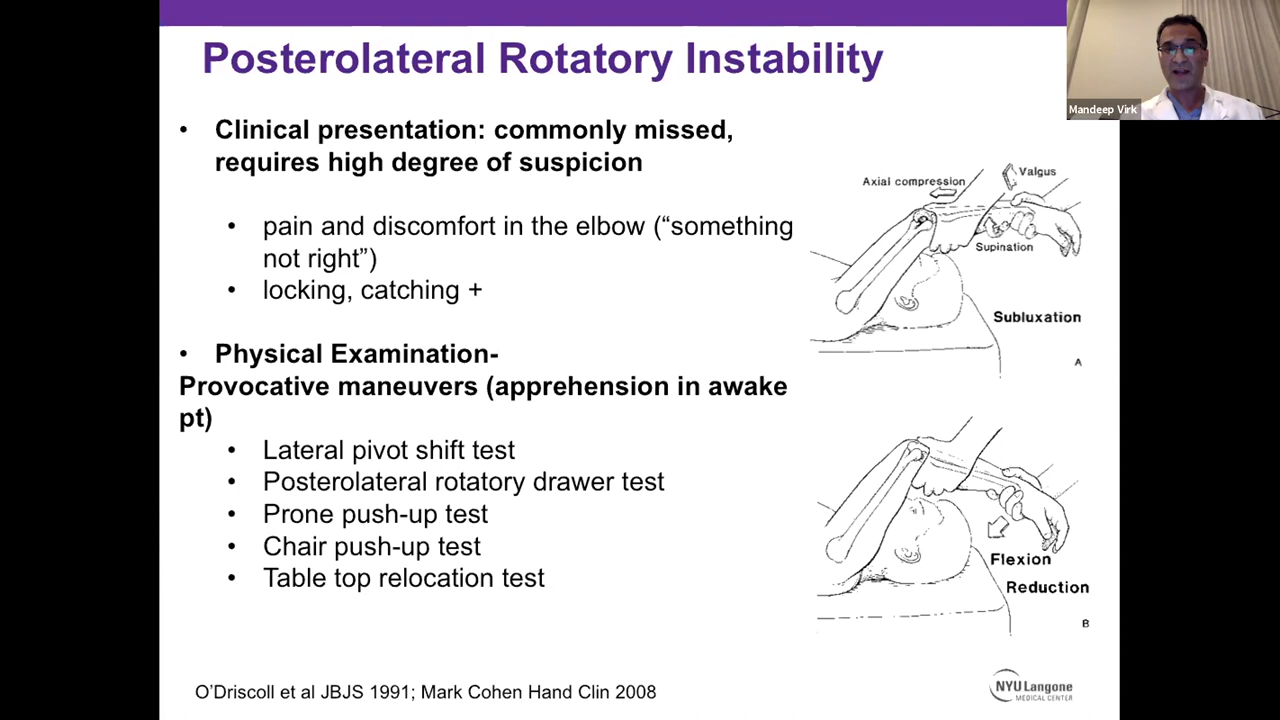 Posterolateral Rotatory Instability
Mandeep Virk
• Clinical presentation: commonly missed,
requires high degree of suspicion
• pain and discomfort in the elbow (“something
not right”)
• locking, catching +
• Physical Examination-
Provocative maneuvers (apprehension in awake
pt)
• Lateral pivot shift test
• Posterolateral rotatory drawer test
• Prone push-up test
• Chair push-up test
• Table top relocation test
Axial compression
Valgus
Supination
Subluxation
A
Flexion
Reduction
B
O’Driscoll et al JBJS 1991; Mark Cohen Hand Clin 2008
NYU Langone
MEDICAL CENTER